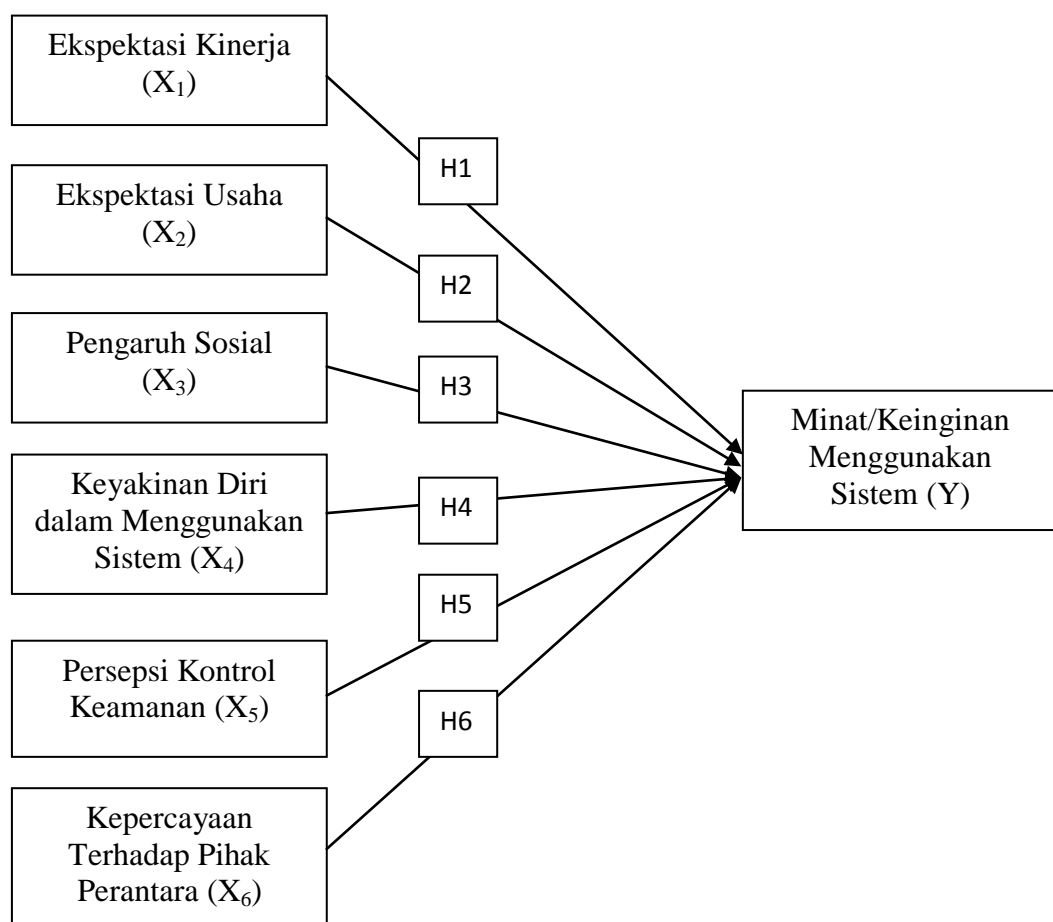 Ekspektasi Kinerja
(X₁)
H1
Ekspektasi Usaha
(X₂)
H2
Pengaruh Sosial
(X₃)
H3
Minat/Keinginan
Menggunakan
Sistem (Y)
Keyakinan Diri
dalam Menggunakan
Sistem (X₄)
H4
H5
Persepsi Kontrol
Keamanan (X₅)
H6
Kepercayaan
Terhadap Pihak
Perantara (X₆)